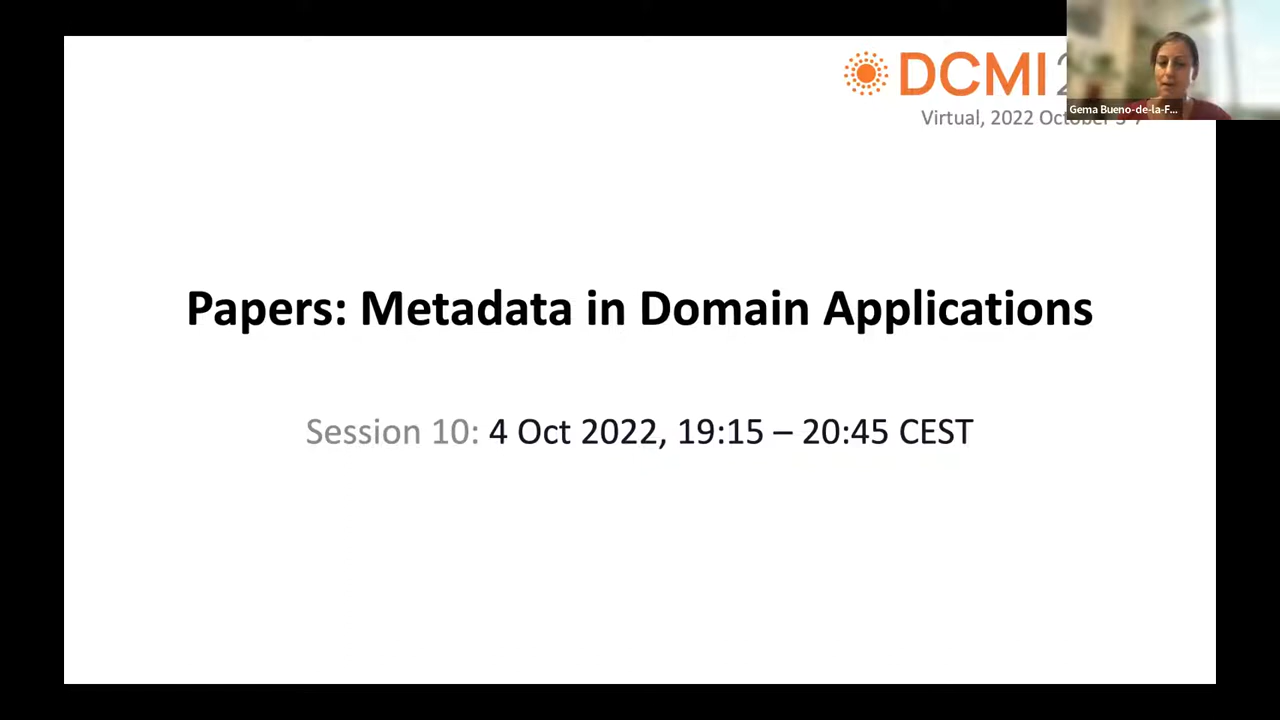 DCMI
Gema Bueno-de-la-F...
Virtual, 2022 October
Papers: Metadata in Domain Applications
Session 10: 4 Oct 2022, 19:15 – 20:45 CEST